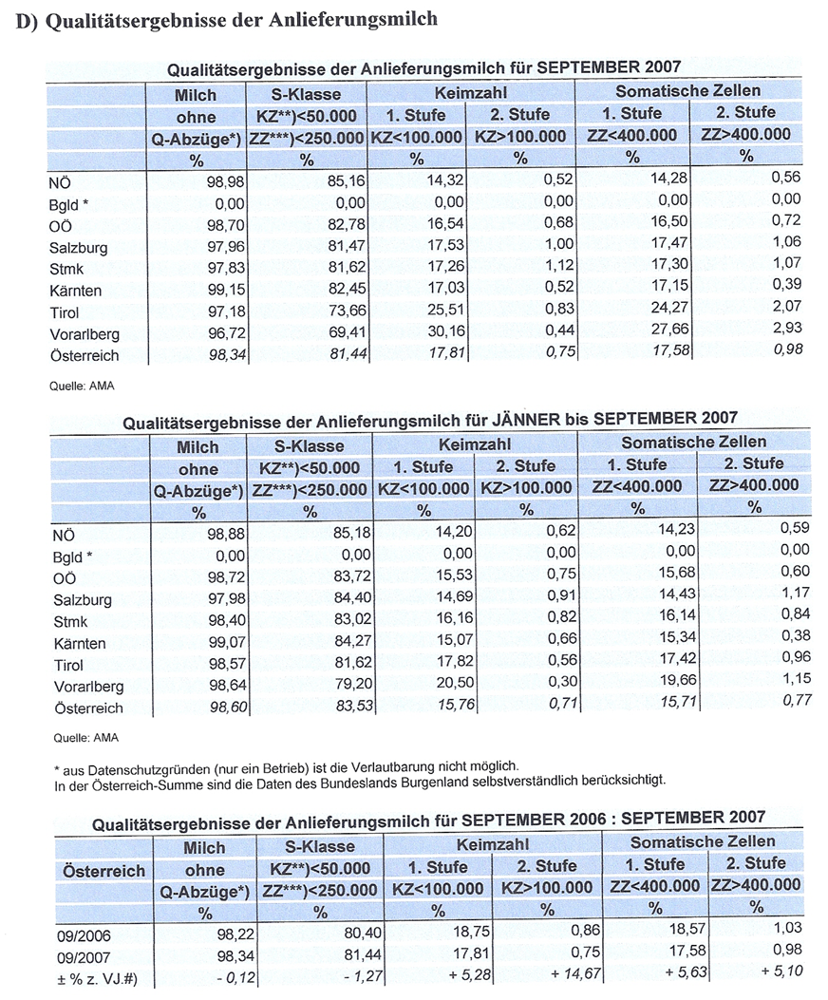 D) Qualitätsergebnisse der Anlieferungsmilch
Qualitätsergebnisse der Anlieferungsmilch für SEPTEMBER 2007
Milch S-Klasse Keimzahl Somatische Zellen
ohne KZ**)<50.000 1. Stufe 2. Stufe 1. Stufe 2. Stufe
Q-Abzüge*) ZZ***)<250.000 KZ<100.000 KZ>100.000 ZZ<400.000 ZZ>400.000
% % % % % %
NÖ 98,98 85,16 14,32 0,52 14,28 0,56
Bgld * 0,00 0,00 0,00 0,00 0,00 0,00
OÖ 98,70 82,78 16,54 0,68 16,50 0,72
Salzburg 97,96 81,47 17,53 1,00 17,47 1,06
Stmk 97,83 81,62 17,26 1,12 17,30 1,07
Kärnten 99,15 82,45 17,03 0,52 17,15 0,39
Tirol 97,18 73,66 25,51 0,83 24,27 2,07
Vorarlberg 96,72 69,41 30,16 0,44 27,66 2,93
Österreich 98,34 81,44 17,81 0,75 17,58 0,98
Quelle: AMA
Qualitätsergebnisse der Anlieferungsmilch für JÄNNER bis SEPTEMBER 2007
Milch S-Klasse Keimzahl Somatische Zellen
ohne KZ**)<50.000 1. Stufe 2. Stufe 1. Stufe 2. Stufe
Q-Abzüge*) ZZ***)<250.000 KZ<100.000 KZ>100.000 ZZ<400.000 ZZ>400.000
% % % % % %
NÖ 98,88 85,18 14,20 0,62 14,23 0,59
Bgld * 0,00 0,00 0,00 0,00 0,00 0,00
OÖ 98,72 83,72 15,53 0,75 15,68 0,60
Salzburg 97,98 84,40 14,69 0,91 14,43 1,17
Stmk 98,40 83,02 16,16 0,82 16,14 0,84
Kärnten 99,07 84,27 15,07 0,66 15,34 0,38
Tirol 98,57 81,62 17,82 0,56 17,42 0,96
Vorarlberg 98,64 79,20 20,50 0,30 19,66 1,15
Österreich 98,60 83,53 15,76 0,71 15,71 0,77
Quelle: AMA
* aus Datenschutzgründen (nur ein Betrieb) ist die Verlautbarung nicht möglich.
In der Österreich-Summe sind die Daten des Bundeslands Burgenland selbstverständlich berücksichtigt.
Qualitätsergebnisse der Anlieferungsmilch für SEPTEMBER 2006 : SEPTEMBER 2007
Milch S-Klasse Keimzahl Somatische Zellen
Österreich ohne KZ**)<50.000 1. Stufe 2. Stufe 1. Stufe 2. Stufe
Q-Abzüge*) ZZ***)<250.000 KZ<100.000 KZ>100.000 ZZ<400.000 ZZ>400.000
% % % % % %
09/2006 98,22 80,40 18,75 0,86 18,57 1,03
09/2007 98,34 81,44 17,81 0,75 17,58 0,98
± % z. VJ.#) - 0,12 - 1,27 + 5,28 + 14,67 + 5,63 + 5,10